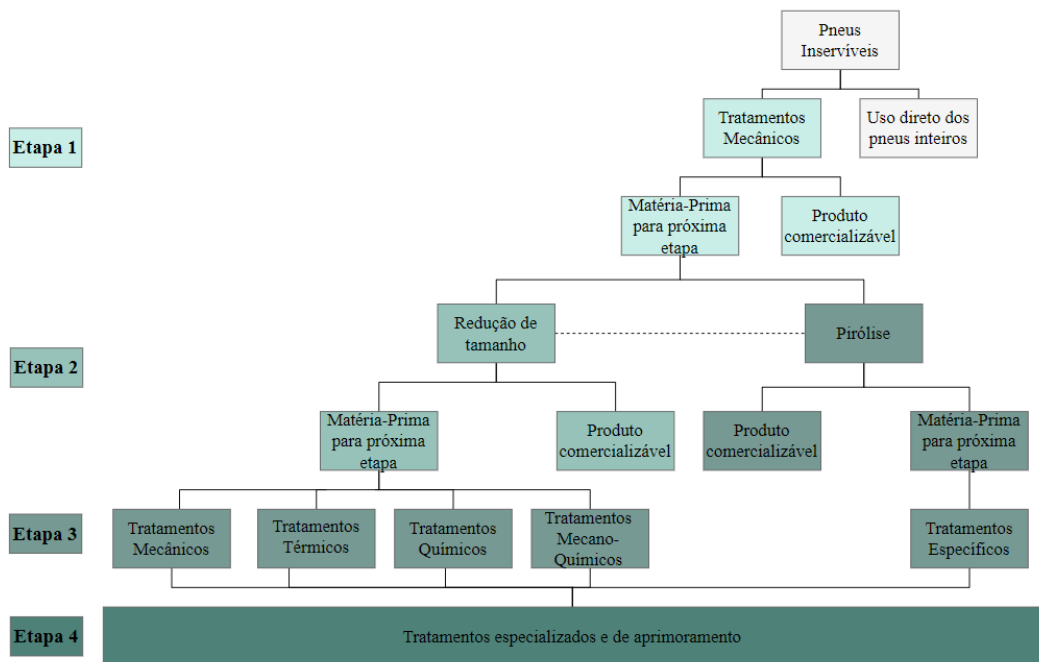 Pneus
Inservíveis
Etapa 1
Tratamentos
Mecânicos
Uso direto dos
pneus inteiros
Matéria-Prima
para próxima
etapa
Produto
comercializável
Etapa 2
Redução de
tamanho
Pirólise
Matéria-Prima
para próxima
etapa
Produto
comercializável
Produto
comercializável
Matéria-Prima
para próxima
etapa
Etapa 3
Tratamentos
Mecânicos
Tratamentos
Térmicos
Tratamentos
Químicos
Tratamentos
Mecano-
Químicos
Tratamentos
Específicos
Etapa 4
Tratamentos especializados e de aprimoramento